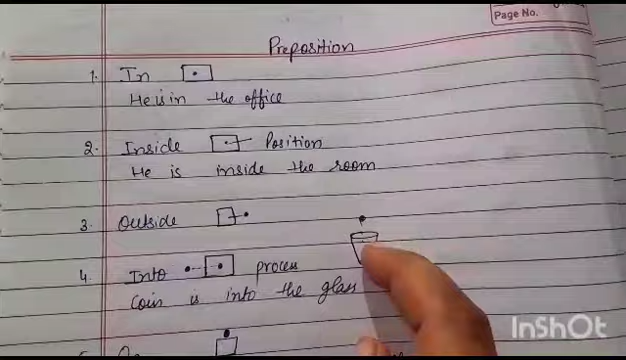 Page No.
Preposition
1. In
He is in the office
2. Inside Position
He is inside the room
3. Outside
4. Into process
Coin is into the glass
InShOt